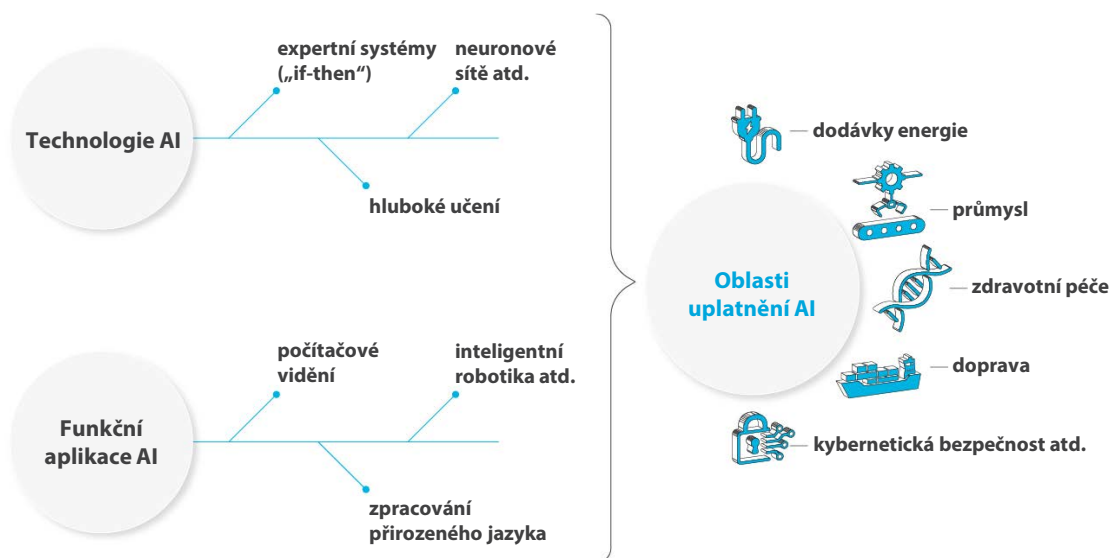 Technologie AI
expertní systémy
(„if-then“)
neuronové
sítě atd.
hluboké učení
Funkční
aplikace AI
počítačové
vidění
inteligentní
robotika atd.
zpracování
přirozeného jazyka
Oblasti
uplatnění AI
dodávky energie
průmysl
zdravotní péče
doprava
kybernetická bezpečnost atd.